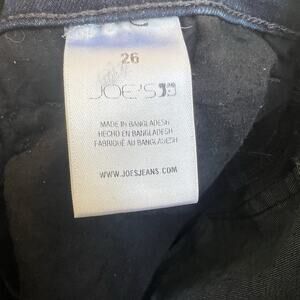 26
JOE'S
MADE IN BANGLADESH
HECHO EN BANGLADESH
FABRIQUÉ AU BANGLADESH
WWW.JOESJEANS.COM